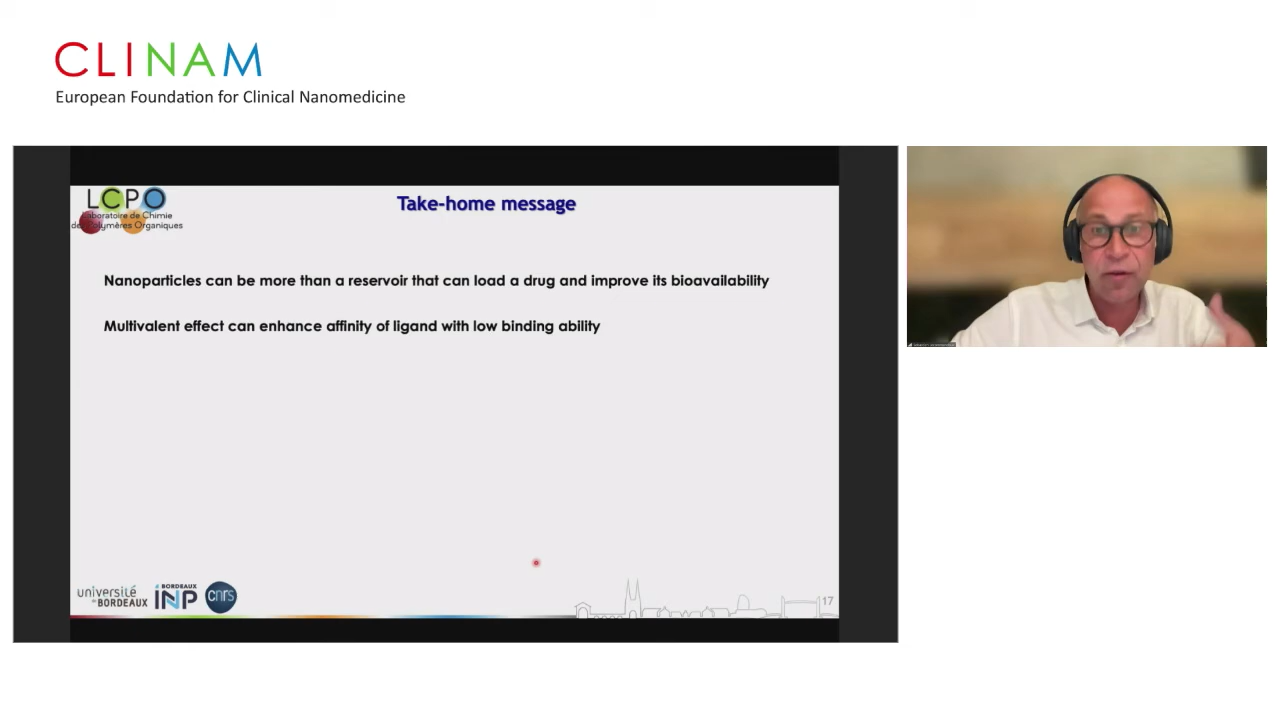 CLINAM
European Foundation for Clinical Nanomedicine
LCPO
Laboratoire de Chimie
des Polymères Organiques
Take-home message
Nanoparticles can be more than a reservoir that can load a drug and improve its bioavailability
Multivalent effect can enhance affinity of ligand with low binding ability
université
de BORDEAUX
BORDEAUX
INP
cnrs
17